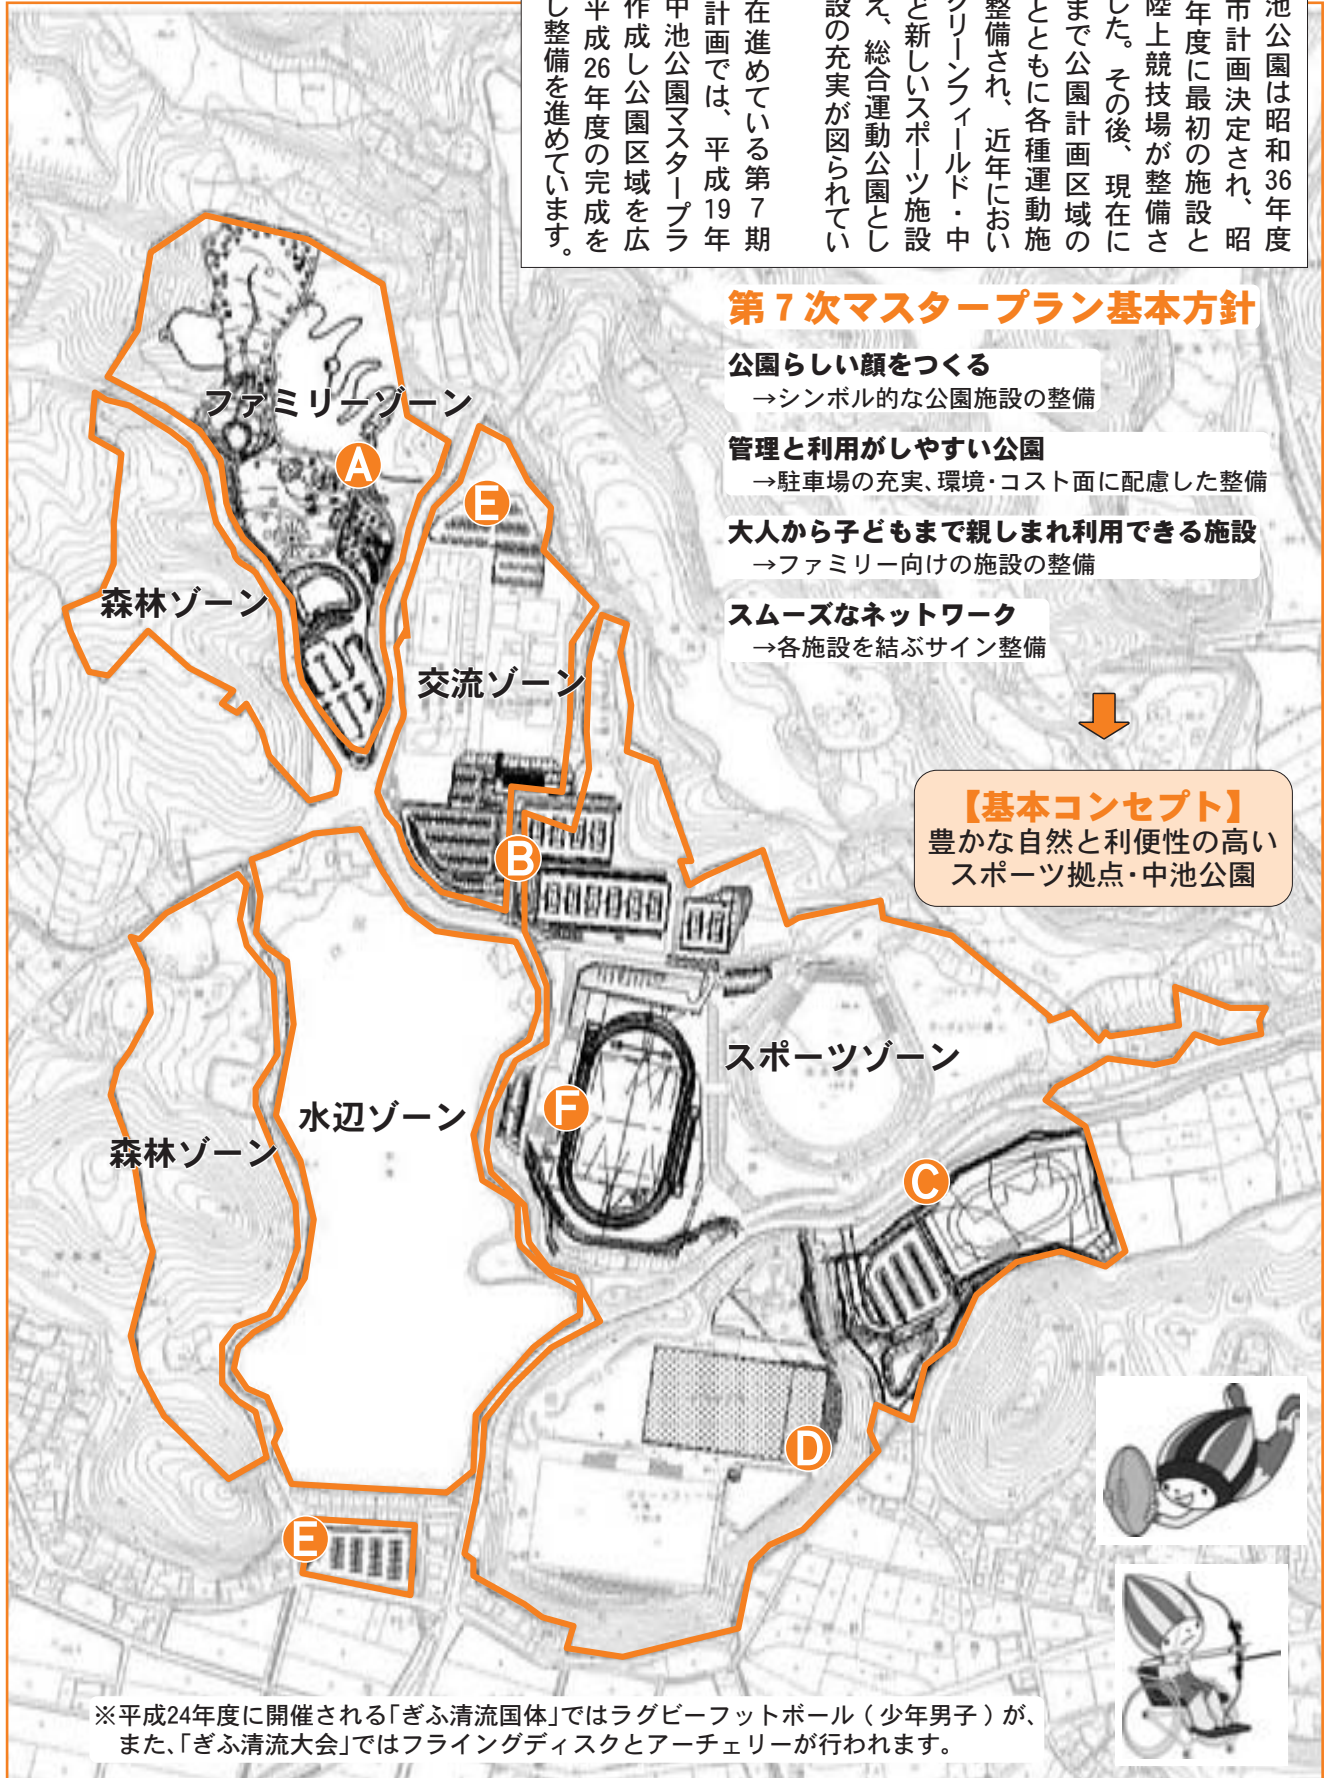 池公園は昭和36年度
市計画決定され、昭
年度に最初の施設と
陸上競技場が整備さ
した。その後、現在に
まで公園計画区域の
とともに各種運動施
整備され、近年におい
グリーンフィールド・中
ど新しいスポーツ施設
え、総合運動公園とし
設の充実が図られてい
在進めている第7期
計画では、平成19年
中池公園マスタープラ
作成し公園区域を広
平成26年度の完成を
し整備を進めています。
第7次マスタープラン基本方針
公園らしい顔をつくる
→シンボル的な公園施設の整備
管理と利用がしやすい公園
→駐車場の充実、環境・コスト面に配慮した整備
大人から子どもまで親しまれ利用できる施設
→ファミリー向けの施設の整備
スムーズなネットワーク
→各施設を結ぶサイン整備
【基本コンセプト】
豊かな自然と利便性の高い
スポーツ拠点・中池公園
ファミリーゾーン
A
E
森林ゾーン
交流ゾーン
B
スポーツゾーン
F
水辺ゾーン
森林ゾーン
C
D
E
※平成24年度に開催される「ぎふ清流国体」ではラグビーフットボール（少年男子）が、
また、「ぎふ清流大会」ではフライングディスクとアーチェリーが行われます。